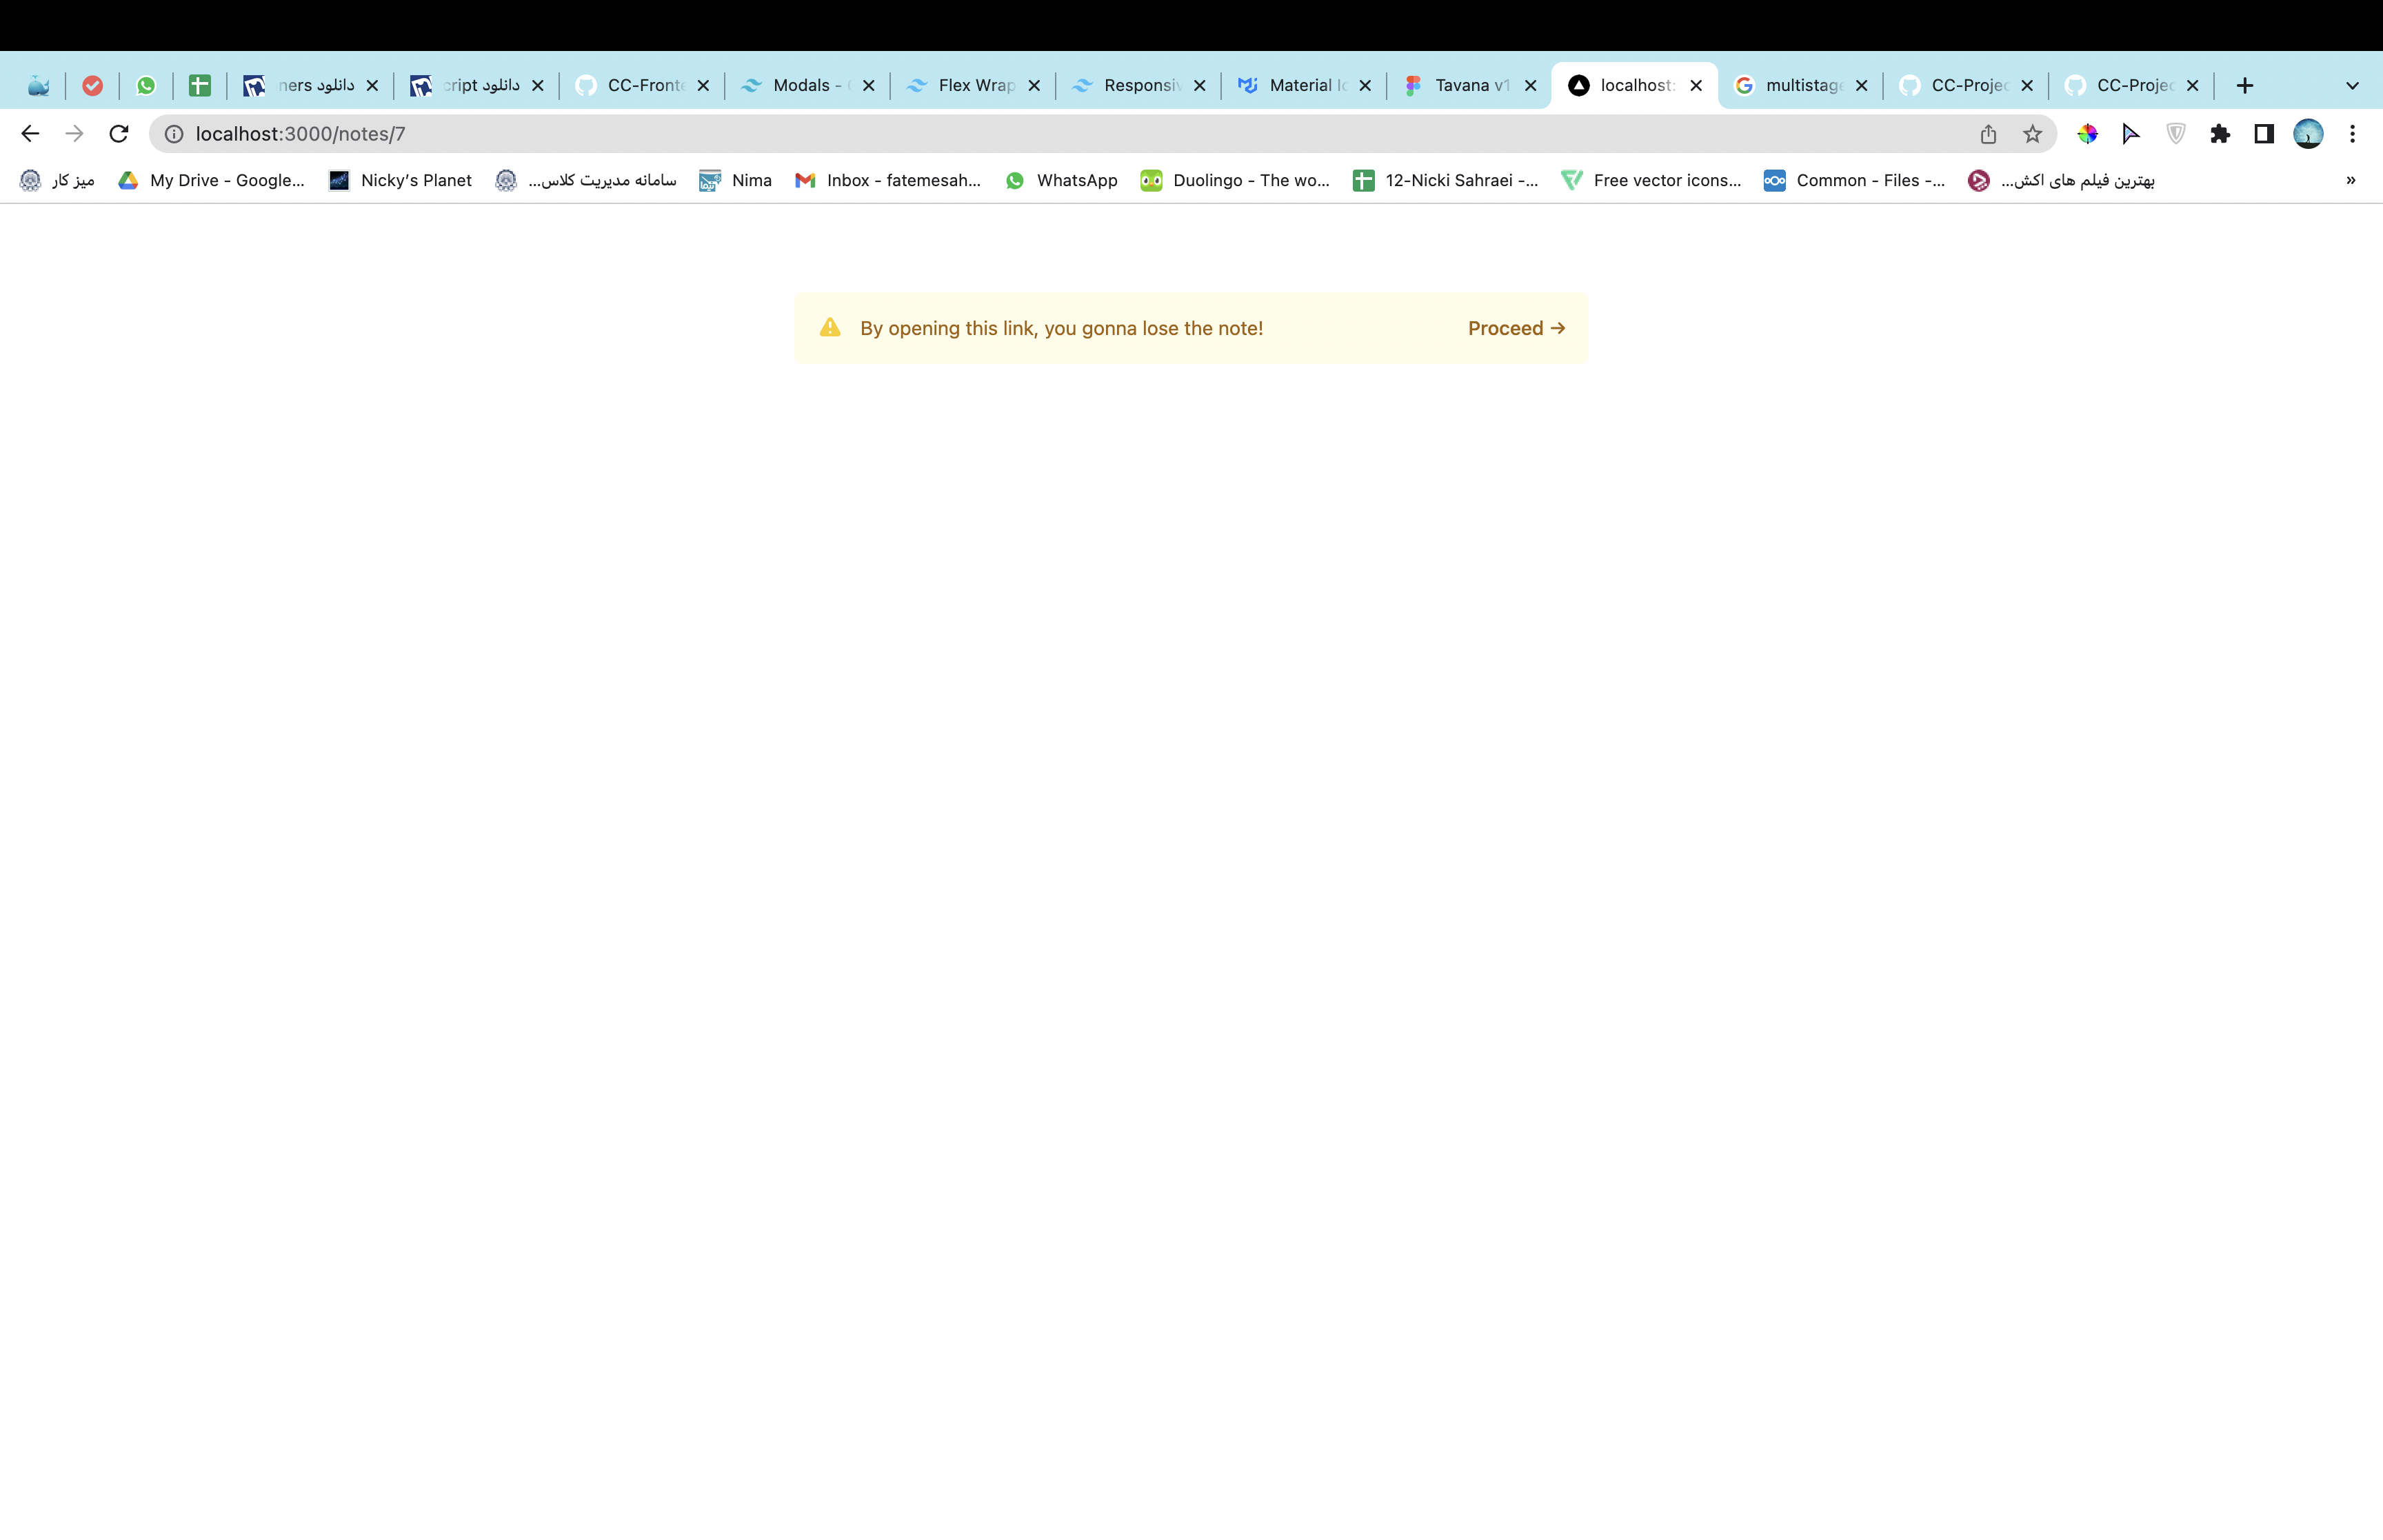 ners دانلود
cript دانلود
CC-Fronte
Modals -
Flex Wrap
Responsiv
Material Ic
Tavana v1
localhost:
multistage
CC-Projec
CC-Projec
localhost:3000/notes/7
میز کار
My Drive - Google...
Nicky's Planet
سامانه مدیریت کلاس...
Nima
Inbox - fatemesah...
WhatsApp
Duolingo - The wo...
12-Nicki Sahraei -...
Free vector icons...
Common - Files -...
بهترین فیلم های اکش...
»
By opening this link, you gonna lose the note!
Proceed →